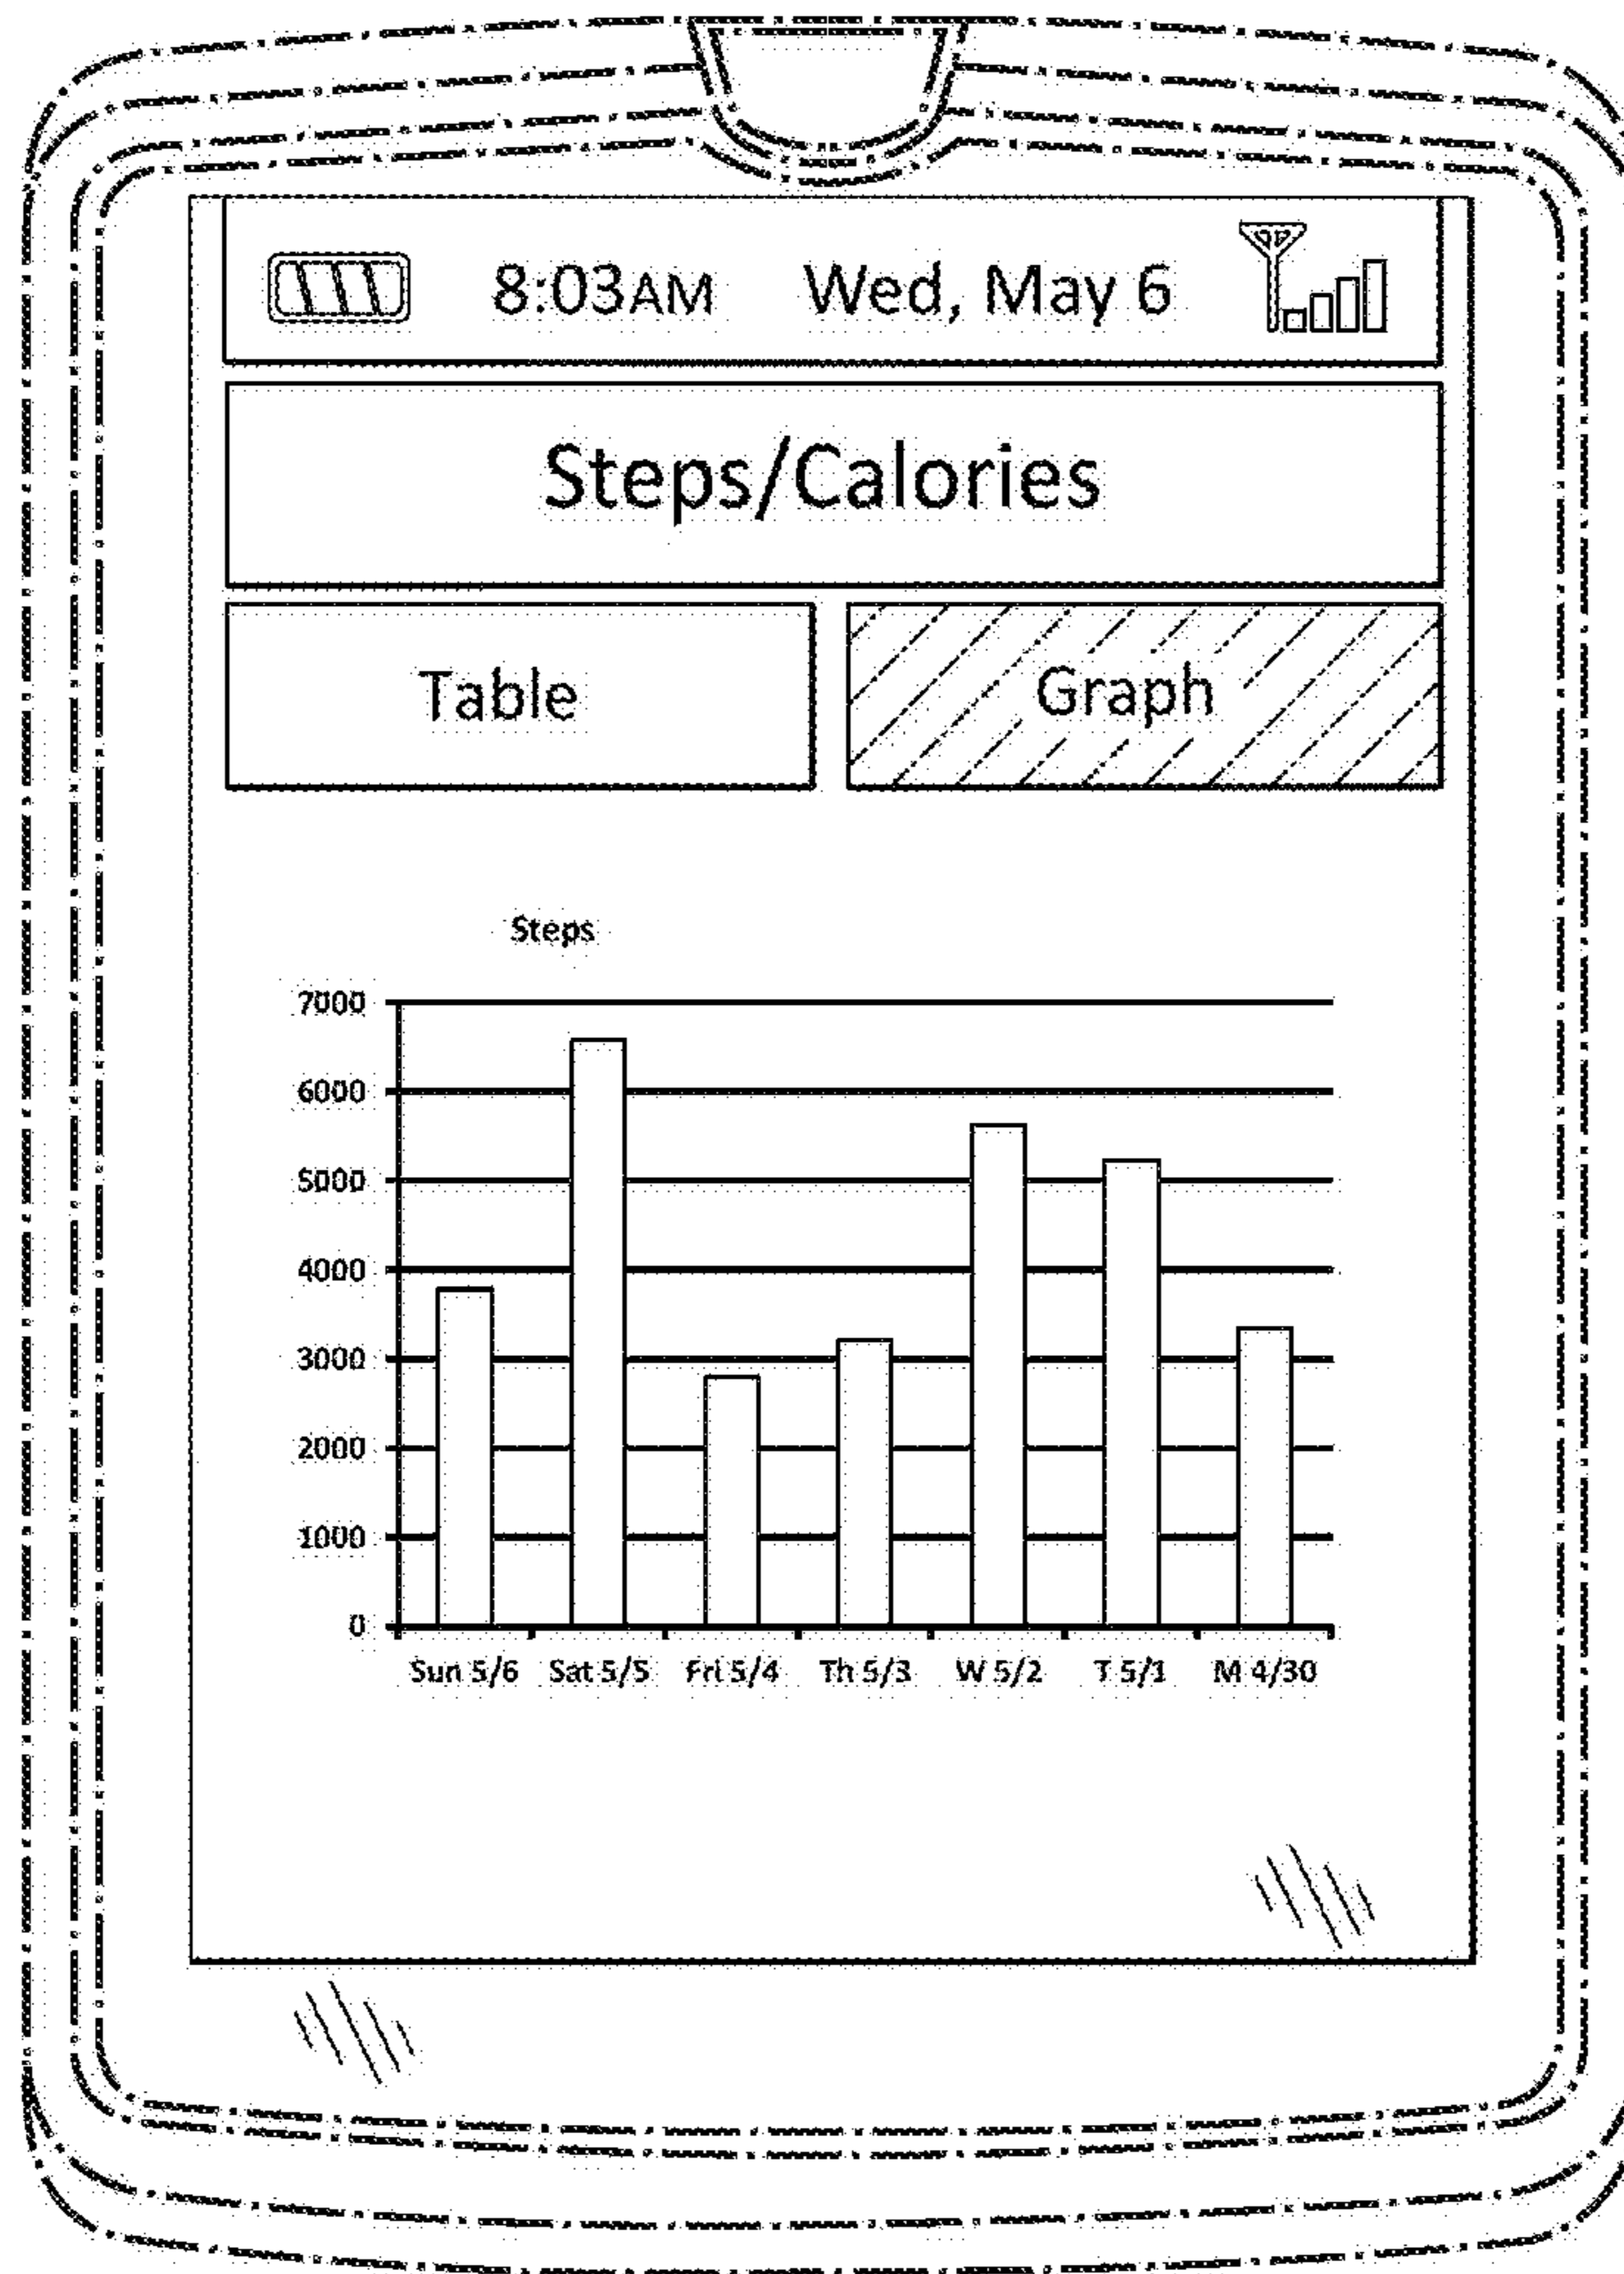 8:03AM Wed, May 6
Steps/Calories
Table Graph
Steps
7000
6000
5000
4000
3000
2000
1000
0
Sun 5/6 Sat 5/5 Fri 5/4 Th 5/3 W 5/2 T 5/1 M 4/30